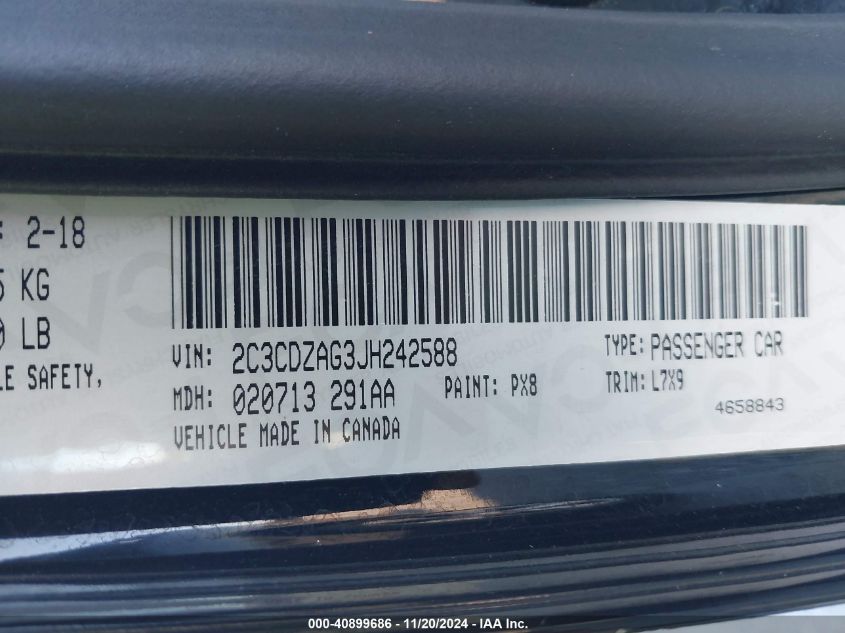 : 2-18
KG
LB
LE SAFETY,
VIN: 2C3CDZAG3JH242588
TYPE: PASSENGER CAR
MDH: 020713 291AA
PAINT: PX8
TRIM: L7X9
4658843
VEHICLE MADE IN CANADA
000-40899686 - 11/20/2024 - IAA Inc.